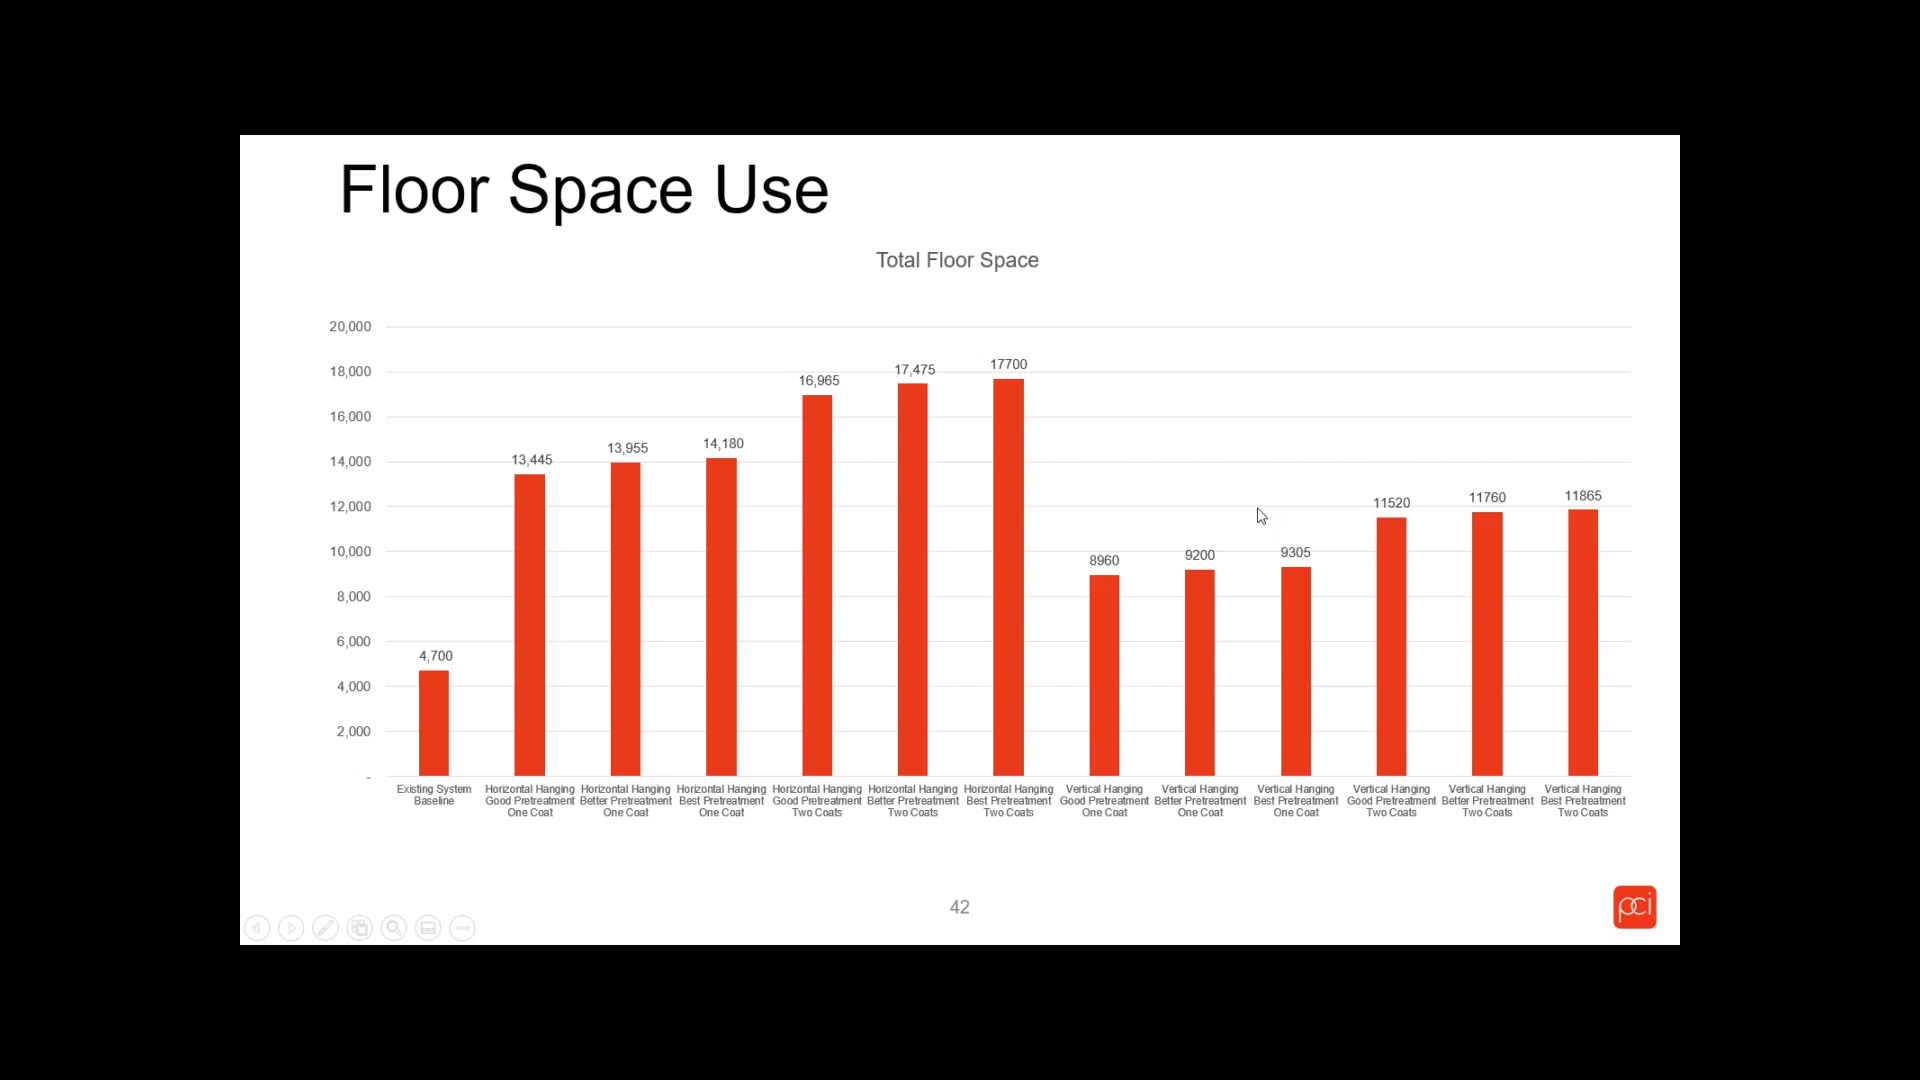 Floor Space Use
Total Floor Space
20,000
18,000
16,000
14,000
12,000
10,000
8,000
6,000
4,000
2,000
-
4,700
13,445
13,955
14,180
16,965
17,475
17700
8960
9200
9305
11520
11760
11865
Existing System
Baseline
Horizontal Hanging
Good Pretreatment
One Coat
Horizontal Hanging
Better Pretreatment
One Coat
Horizontal Hanging
Best Pretreatment
One Coat
Horizontal Hanging
Good Pretreatment
Two Coats
Horizontal Hanging
Better Pretreatment
Two Coats
Horizontal Hanging
Best Pretreatment
Two Coats
Vertical Hanging
Good Pretreatment
One Coat
Vertical Hanging
Better Pretreatment
One Coat
Vertical Hanging
Best Pretreatment
One Coat
Vertical Hanging
Good Pretreatment
Two Coats
Vertical Hanging
Better Pretreatment
Two Coats
Vertical Hanging
Best Pretreatment
Two Coats
42
pci